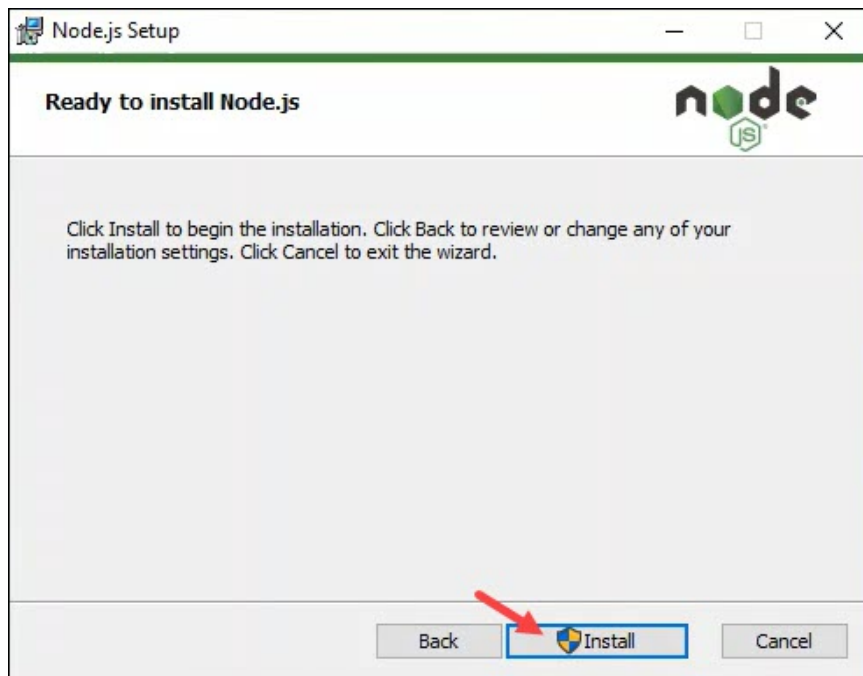 Node.js Setup
Ready to install Node.js
node
JS
Click Install to begin the installation. Click Back to review or change any of your
installation settings. Click Cancel to exit the wizard.
Back
Install
Cancel